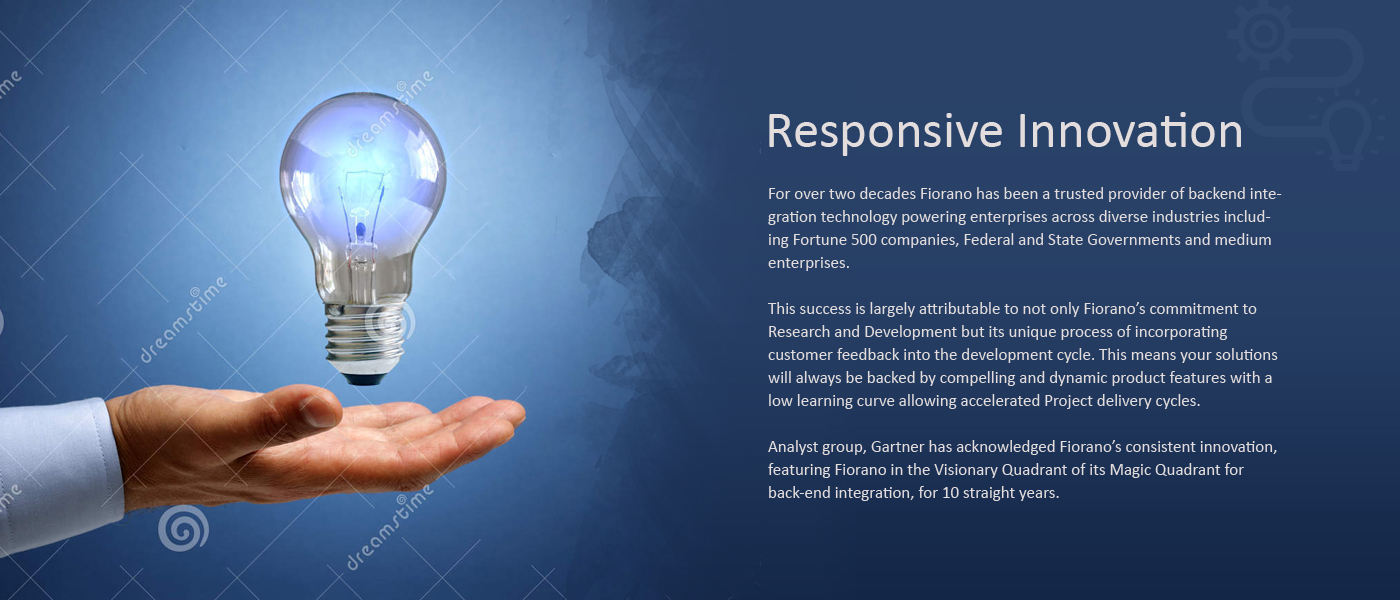 dreamstime
dreamstime
dreamstime
Responsive Innovation
For over two decades Fiorano has been a trusted provider of backend inte-
gration technology powering enterprises across diverse industries includ-
ing Fortune 500 companies, Federal and State Governments and medium
enterprises.
This success is largely attributable to not only Fiorano’s commitment to
Research and Development but its unique process of incorporating
customer feedback into the development cycle. This means your solutions
will always be backed by compelling and dynamic product features with a
low learning curve allowing accelerated Project delivery cycles.
Analyst group, Gartner has acknowledged Fiorano’s consistent innovation,
featuring Fiorano in the Visionary Quadrant of its Magic Quadrant for
back-end integration, for 10 straight years.